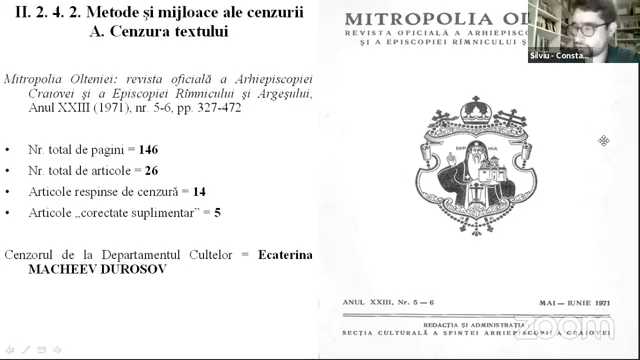 II. 2. 4. 2. Metode şi mijloace ale cenzurii
A. Cenzura textului
Mitropolia Olteniei: revista oficială a Arhiepiscopiei
Craiovei şi a Episcopiei Rîmnicului şi Argeşului,
Anul XXIII (1971), nr. 5-6, pp. 327-472
• Nr. total de pagini = 146
• Nr. total de articole = 26
• Articole respinse de cenzură = 14
• Articole „corectate suplimentar” = 5
Cenzorul de la Departamentul Cultelor = Ecaterina
MACHEEV DUROSOV
MITROPOLIA OL
REVISTA OFICIALĂ A ARHIEPISCO
ŞI A EPISCOPIEI RÎMNICULUI Ş
Silviu - Consta...
ANUL XXIII, Nr. 5 — 6
MAI — IUNIE 1971
REDACŢIA ŞI ADMINISTRAŢIA
SECŢIA CULTURALĂ A SFINTEI ARHIEPISCOPII A CRAIOVEI
zoom